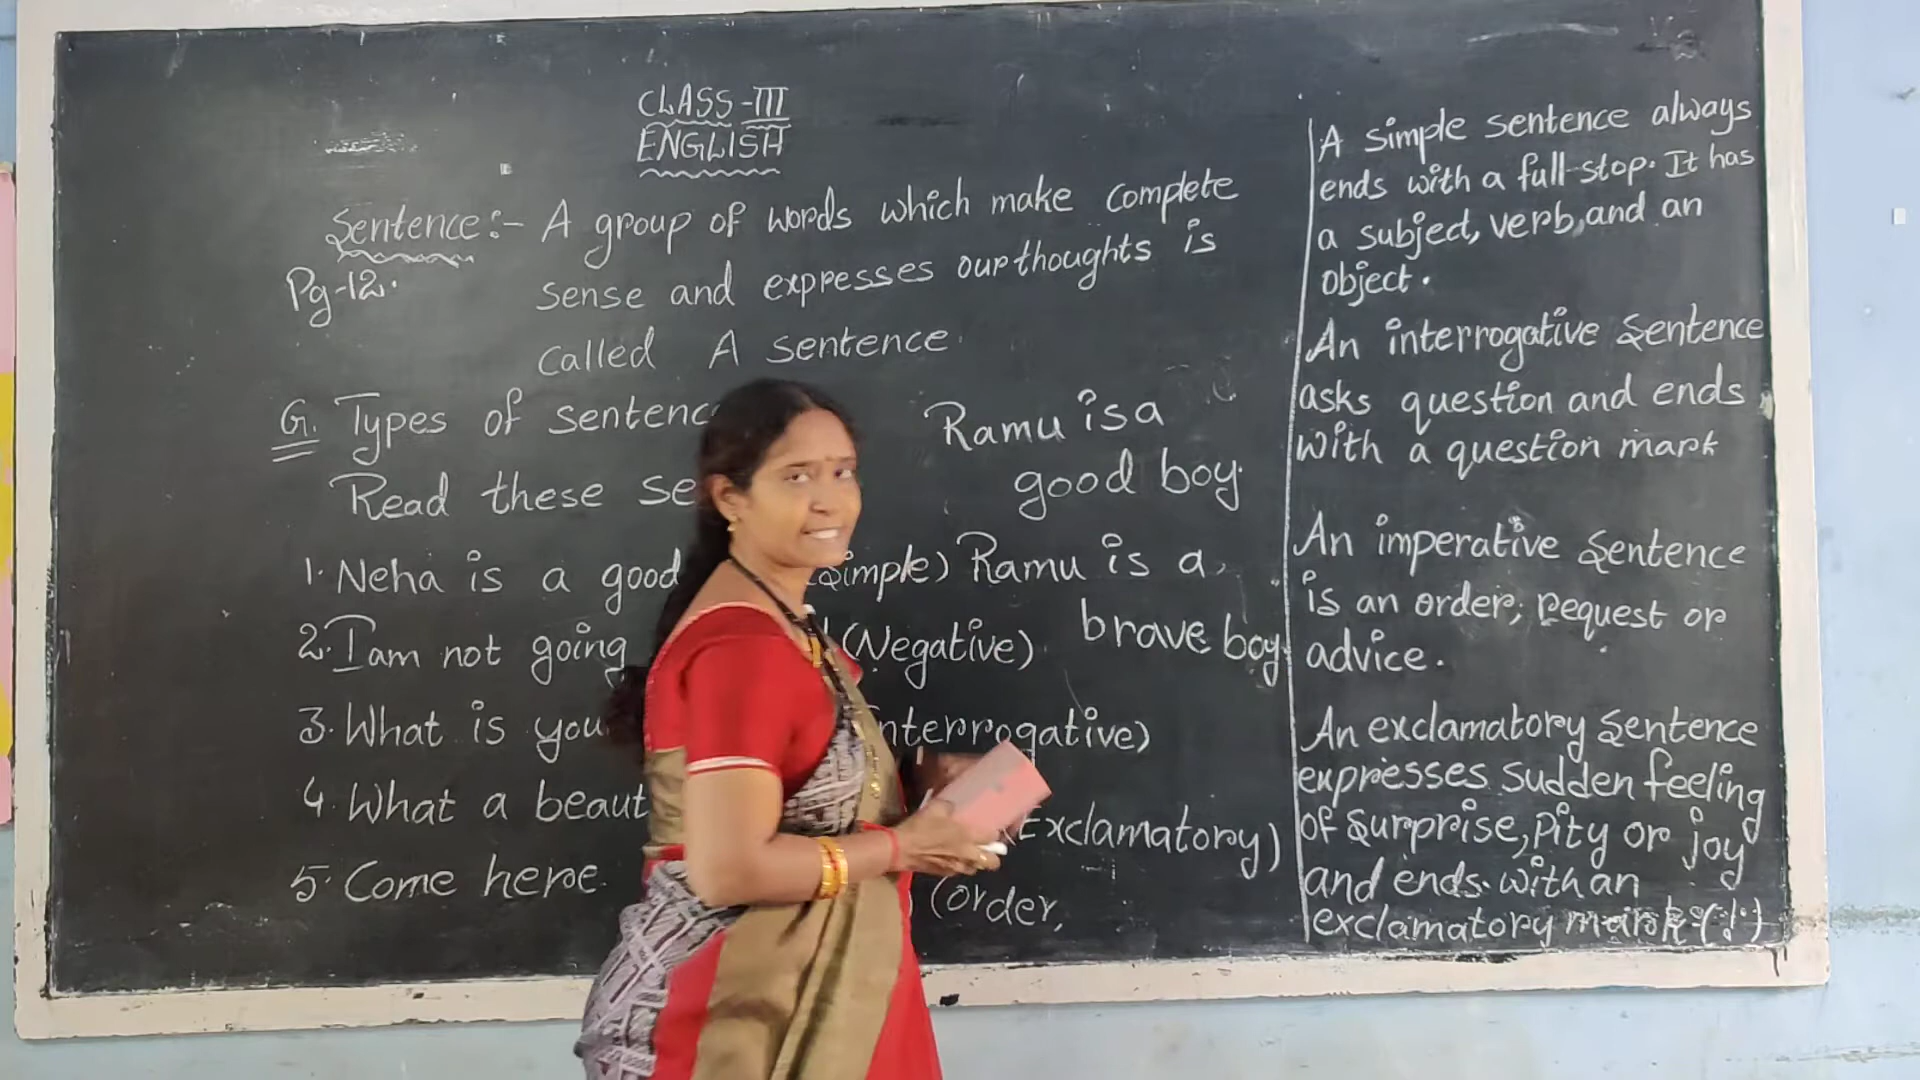 CLASS-III
ENGLISH
Sentence:- A group of words which make complete
Pg-12.
sense and expresses our thoughts is
called A sentence.
G. Types of sentenc
Read these se
Ramu is a
good boy.
1. Neha is a good (Simple) Ramu is a
brave boy
2. I am not going (Negative)
3. What is you nterrogative)
4. What a beaut (Exclamatory)
5. Come here. (order,
A simple sentence always
ends with a full stop. It has
a subject, verb, and an
object.
An interrogative sentence
asks question and ends
with a question mark
An imperative sentence
is an order, request or
advice.
An exclamatory sentence
expresses sudden feeling
of surprise, pity or joy
and ends with an
exclamatory mark (!)